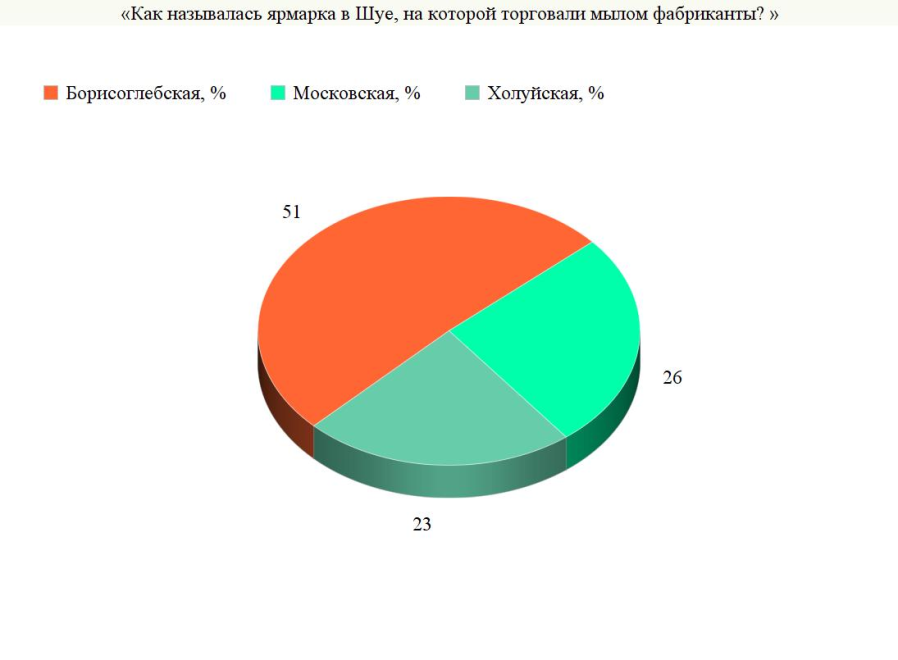 «Как называлась ярмарка в Шуе, на которой торговали мылом фабриканты? »
Борисоглебская, % Московская, % Холуйская, %
51
26
23